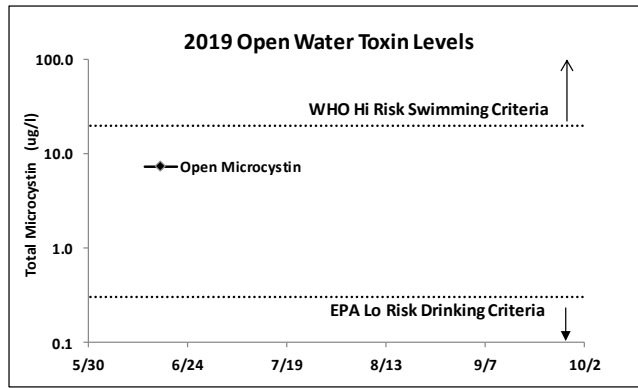 2019 Open Water Toxin Levels
100.0
WHO Hi Risk Swimming Criteria
10.0
Open Microcystin
Total Microcystin (ug/l)
1.0
EPA Lo Risk Drinking Criteria
0.1
5/30 6/24 7/19 8/13 9/7 10/2